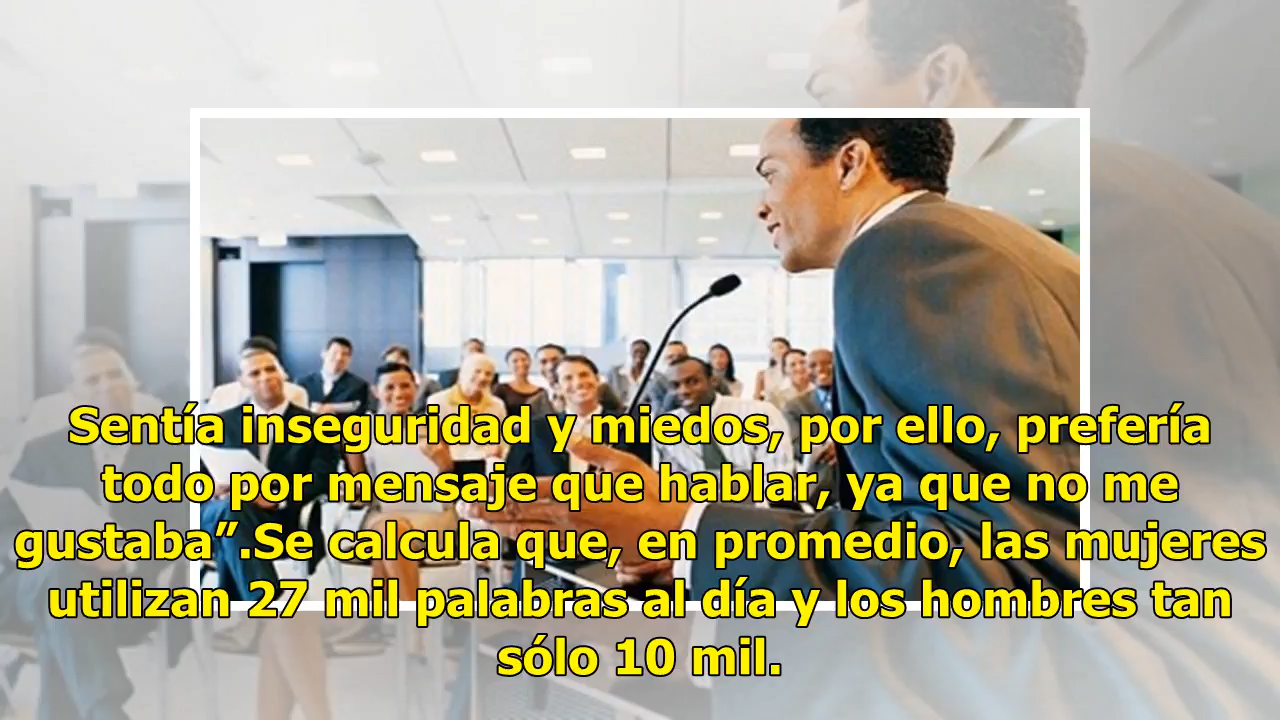 Sentía inseguridad y miedos, por ello, prefería
todo por mensaje que hablar, ya que no me
gustaba”.Se calcula que, en promedio, las mujeres
utilizan 27 mil palabras al día y los hombres tan
sólo 10 mil.